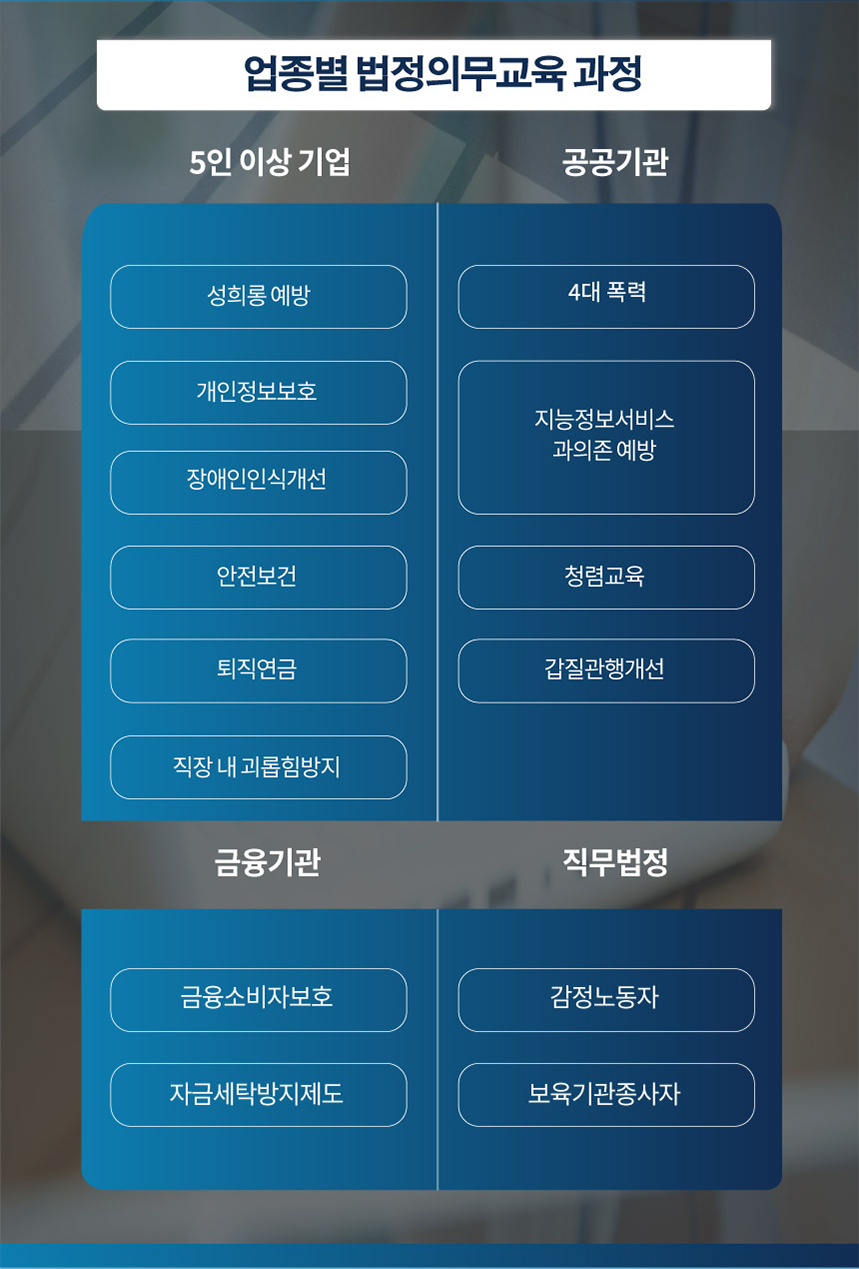 업종별 법정의무교육 과정
5인 이상 기업
공공기관
성희롱 예방
개인정보보호
장애인인식개선
안전보건
퇴직연금
직장 내 괴롭힘방지
4대 폭력
지능정보서비스
과의존 예방
청렴교육
갑질관행개선
금융기관
직무법정
금융소비자보호
자금세탁방지제도
감정노동자
보육기관종사자